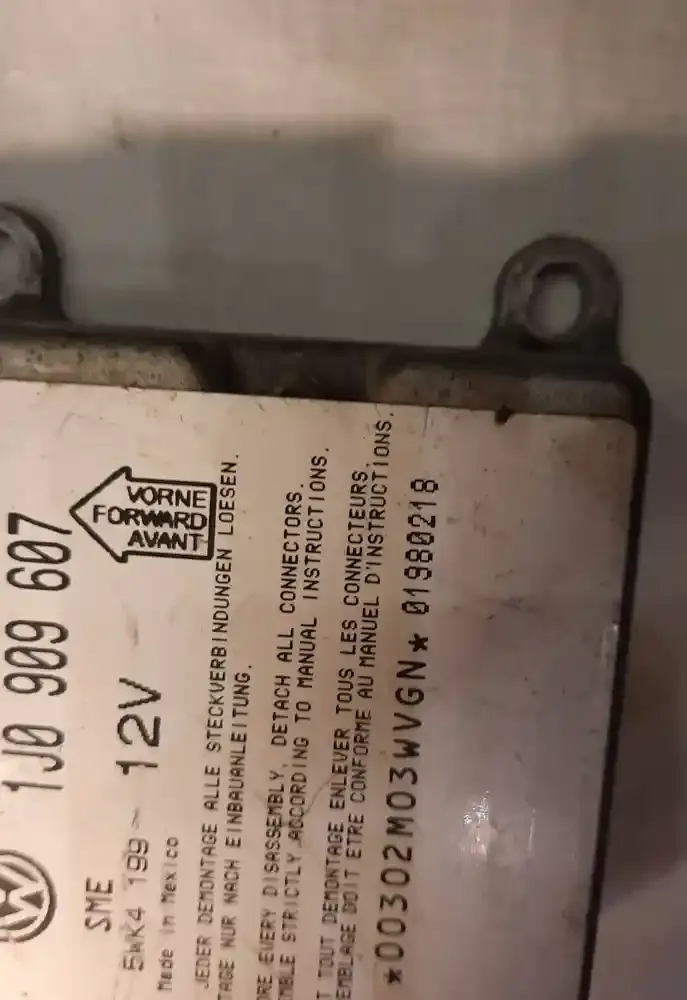 1J0 909 607
VORNE
FORWARD
AVANT
SME
5WK4 199 -
12V
Made in Mexico
JEDER DEMONTAGE ALLE STECKVERBINDUNGEN LOESEN.
NUR NACH EINBAUANLEITUNG.
EVERY DISASSEMBLY, DETACH ALL CONNECTORS.
STRICTLY ACCORDING TO MANUAL INSTRUCTIONS.
TOUT DEMONTAGE ENLEVER TOUS LES CONNECTEURS,
DOIT ETRE CONFORME AU MANUEL D'INSTRUCTIONS.
*00302M03WVGN* 01980218